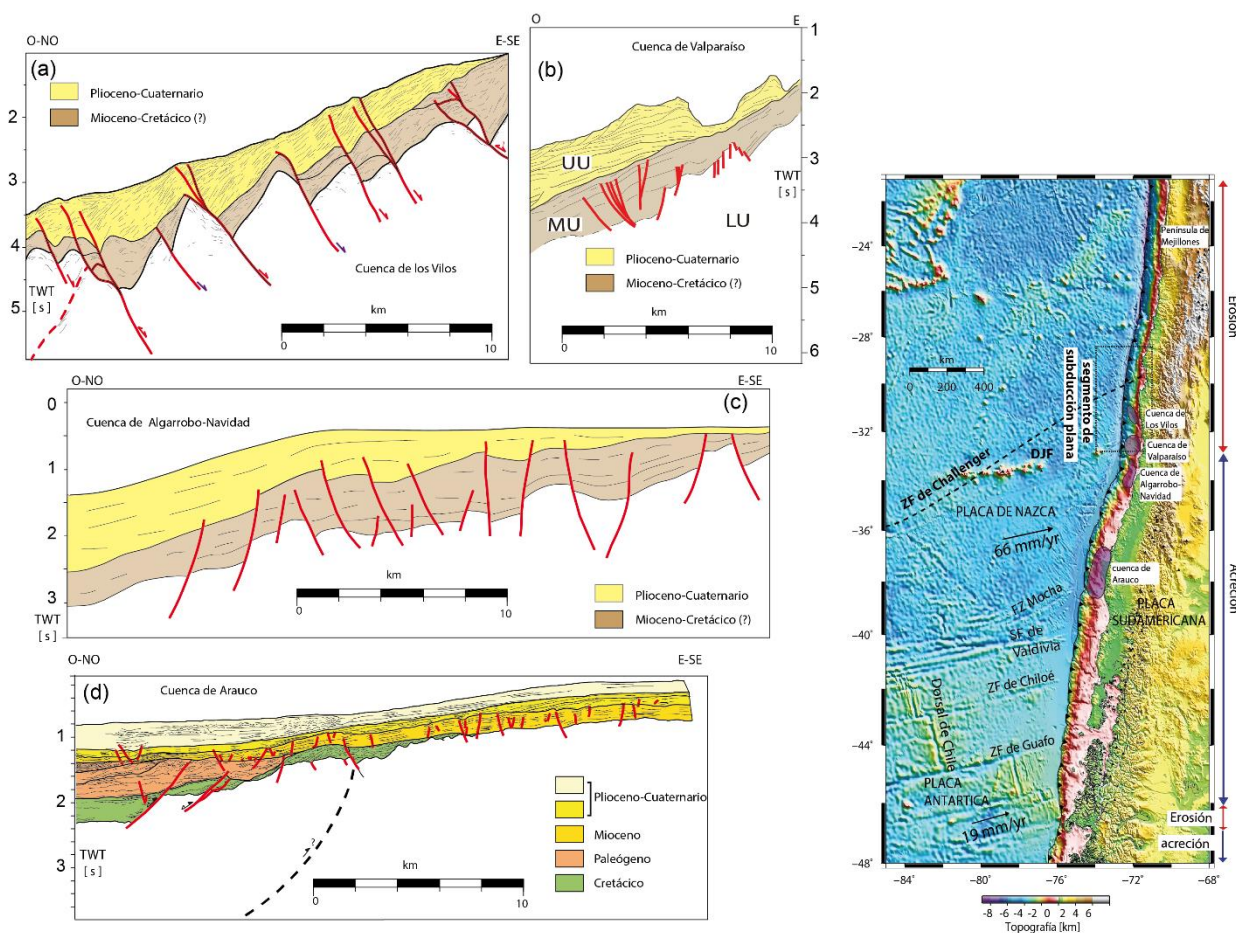 O-NO
E-SE
(a)
Plioceno-Cuaternario
Mioceno-Cretácico (?)
2
3
4
5
TWT
[ s ]
Cuenca de los Vilos
km
0
10
O
E
1
2
3
4
5
6
(b)
Cuenca de Valparaíso
UU
MU
LU
TWT
[ s ]
Plioceno-Cuaternario
Mioceno-Cretácico (?)
km
0
10
O-NO
E-SE
(c)
0
1
2
3
TWT
[ s ]
Cuenca de Algarrobo-Navidad
km
0
10
Plioceno-Cuaternario
Mioceno-Cretácico (?)
O-NO
E-SE
(d)
Cuenca de Arauco
1
2
3
TWT
[ s ]
?
km
0
10
Plioceno-Cuaternario
Mioceno
Paleógeno
Cretácico
−24°
−28°
−32°
−36°
−40°
−44°
−48°
−84°
−80°
−76°
−72°
−68°
Península de
Mejillones
km
0 200 400
segmento de
subducción plana
Cuenca de
Los Vilos
Cuenca de
Valparaíso
Cuenca de
Algarrobo-
Navidad
DJF
ZF de Challenger
PLACA DE NAZCA
66 mm/yr
cuenca de
Arauco
FZ Mocha
PLACA
SUDAMERICANA
SF de
Valdivia
ZF de Chiloé
Dorsal de Chile
ZF de Guafo
PLACA
ANTARTICA
19 mm/yr
Erosión
Acreción
Erosión
acreción
-8 -6 -4 -2 0 2 4 6
Topografía [km]